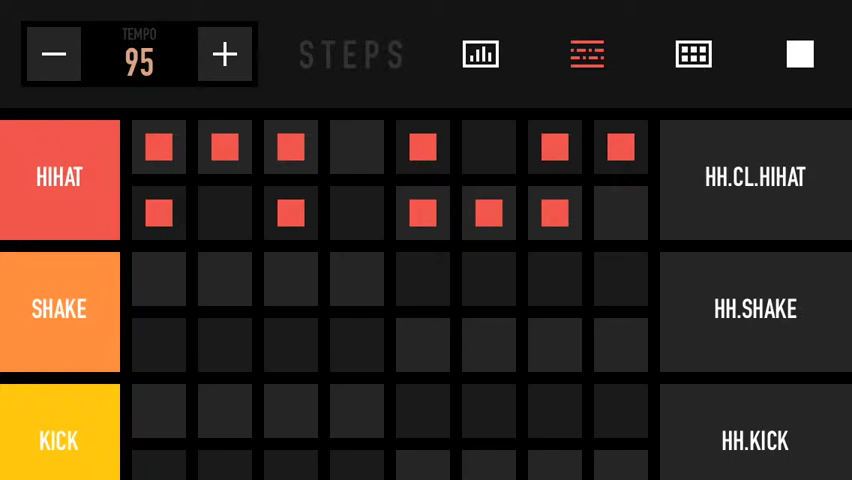 TEMPO
95
STEPS
HIHAT
HH.CL.HIHAT
SHAKE
HH.SHAKE
KICK
HH.KICK